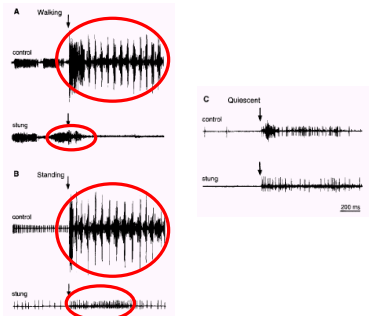 A
Walking
control
stung
B
Standing
control
stung
C
Quiescent
control
stung
200 ms